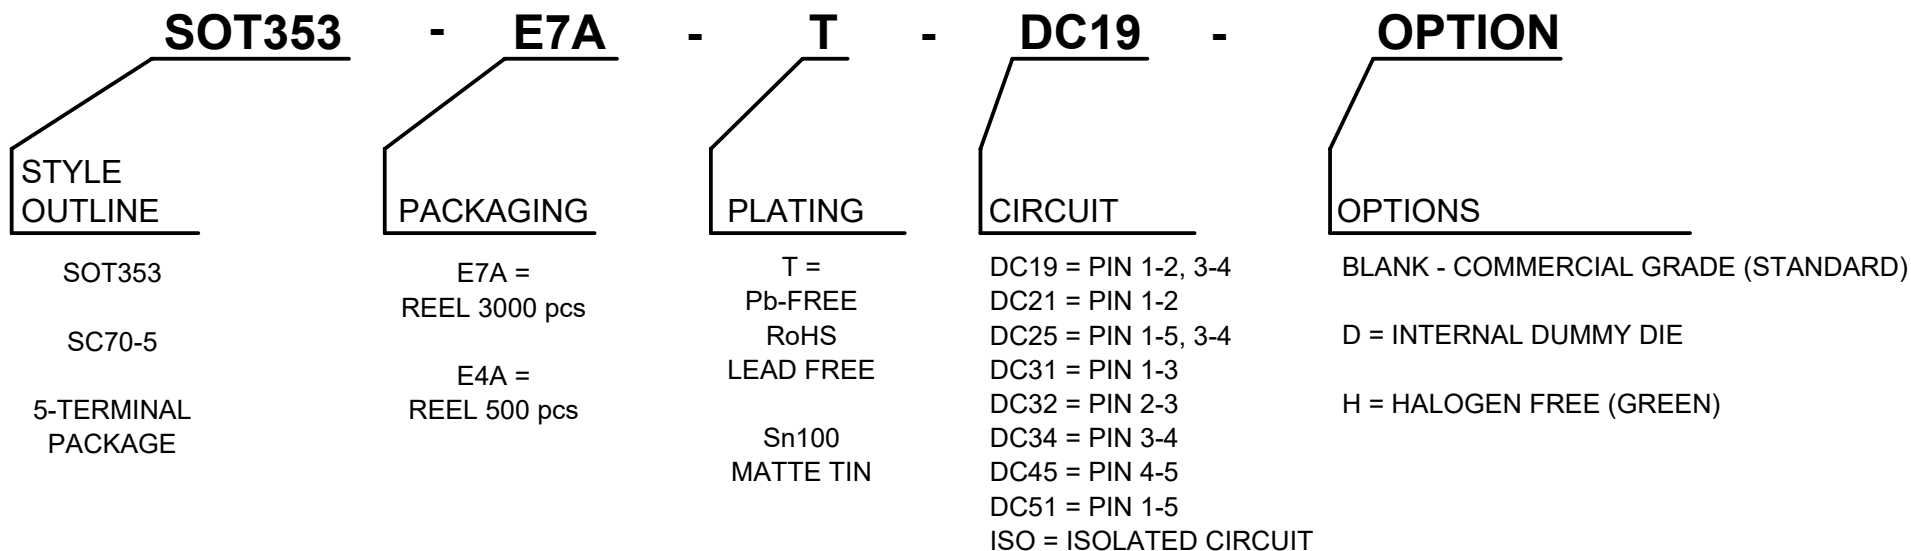 SOT353 - E7A - T - DC19 - OPTION
STYLE
OUTLINE
SOT353
SC70-5
5-TERMINAL
PACKAGE
PACKAGING
E7A =
REEL 3000 pcs
E4A =
REEL 500 pcs
PLATING
T =
Pb-FREE
RoHS
LEAD FREE
Sn100
MATTE TIN
CIRCUIT
DC19 = PIN 1-2, 3-4
DC21 = PIN 1-2
DC25 = PIN 1-5, 3-4
DC31 = PIN 1-3
DC32 = PIN 2-3
DC34 = PIN 3-4
DC45 = PIN 4-5
DC51 = PIN 1-5
ISO = ISOLATED CIRCUIT
OPTIONS
BLANK - COMMERCIAL GRADE (STANDARD)
D = INTERNAL DUMMY DIE
H = HALOGEN FREE (GREEN)